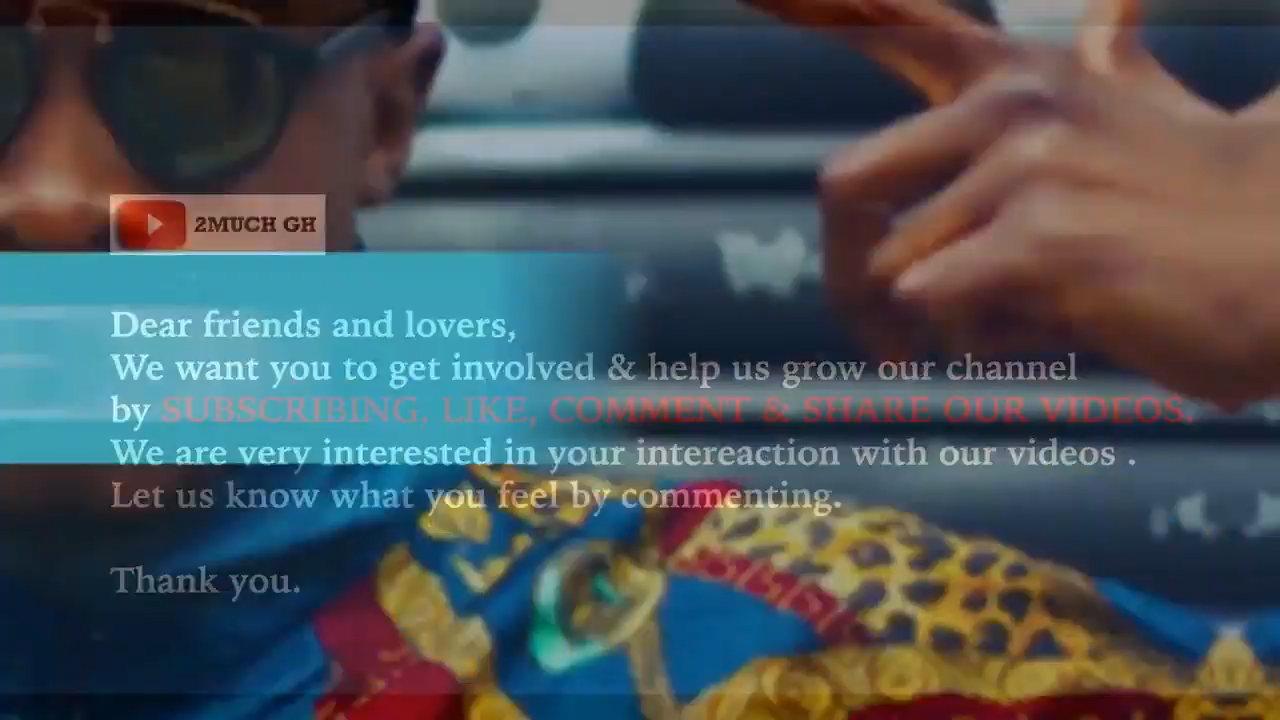 2MUCH GH
Dear friends and lovers,
We want you to get involved & help us grow our channel
by SUBSCRIBING, LIKE, COMMENT & SHARE OUR VIDEOS.
We are very interested in your intereaction with our videos .
Let us know what you feel by commenting.
Thank you.